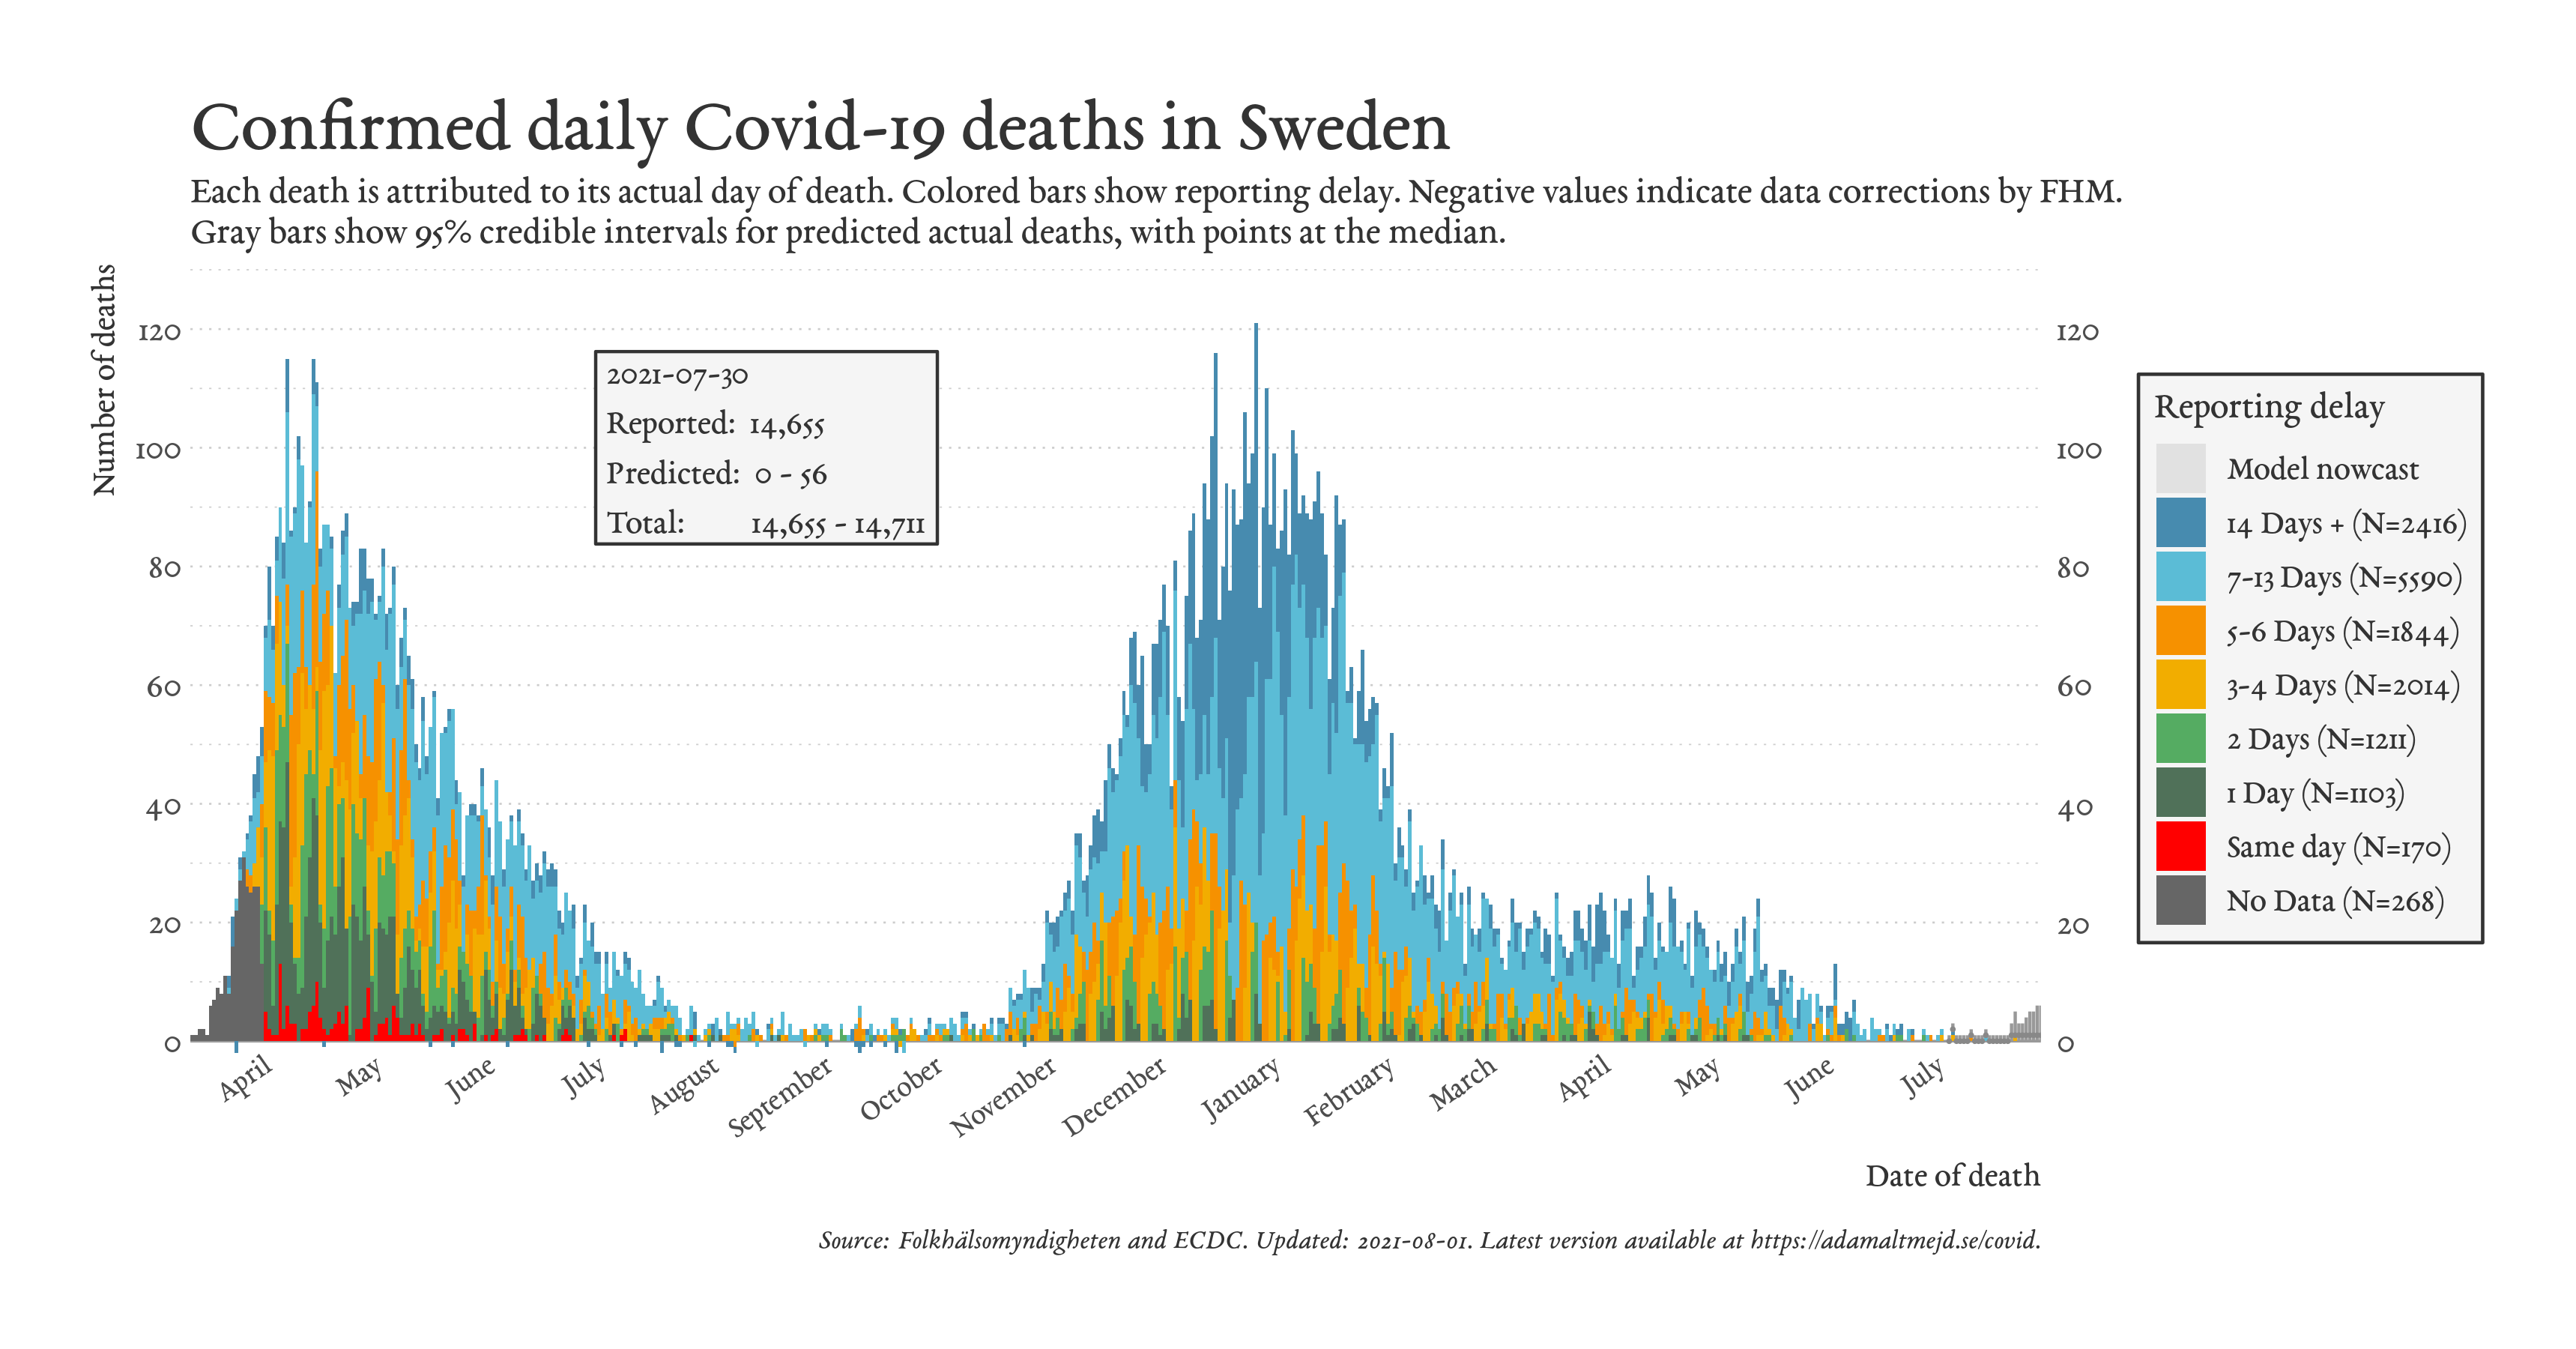 Confirmed daily Covid-19 deaths in Sweden
Each death is attributed to its actual day of death. Colored bars show reporting delay. Negative values indicate data corrections by FHM.
Gray bars show 95% credible intervals for predicted actual deaths, with points at the median.
Number of deaths
120
100
80
60
40
20
0
2021-07-30
Reported: 14,655
Predicted: 0 - 56
Total: 14,655 - 14,711
120
100
80
60
40
20
0
April
May
June
July
August
September
October
November
December
January
February
March
April
May
June
July
Date of death
Reporting delay
Model nowcast
14 Days + (N=2416)
7-13 Days (N=5590)
5-6 Days (N=1844)
3-4 Days (N=2014)
2 Days (N=1211)
1 Day (N=1103)
Same day (N=170)
No Data (N=268)
Source: Folkhälsomyndigheten and ECDC. Updated: 2021-08-01. Latest version available at https://adamaltmejd.se/covid.